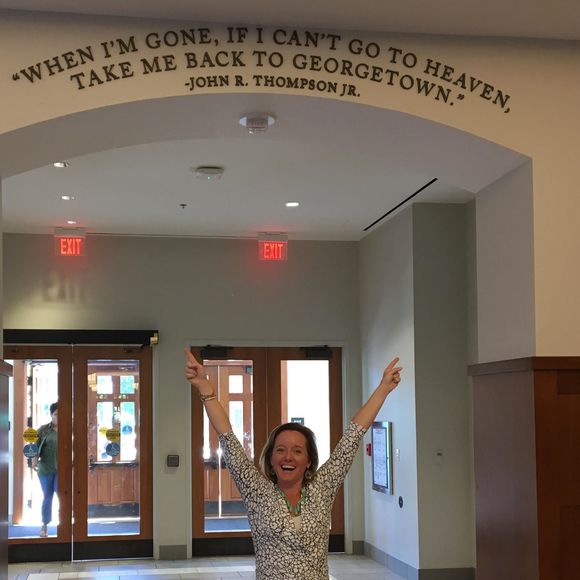 “WHEN I’M GONE, IF I CAN’T GO TO HEAVEN,
TAKE ME BACK TO GEORGETOWN.”
-JOHN R. THOMPSON JR.
EXIT
EXIT